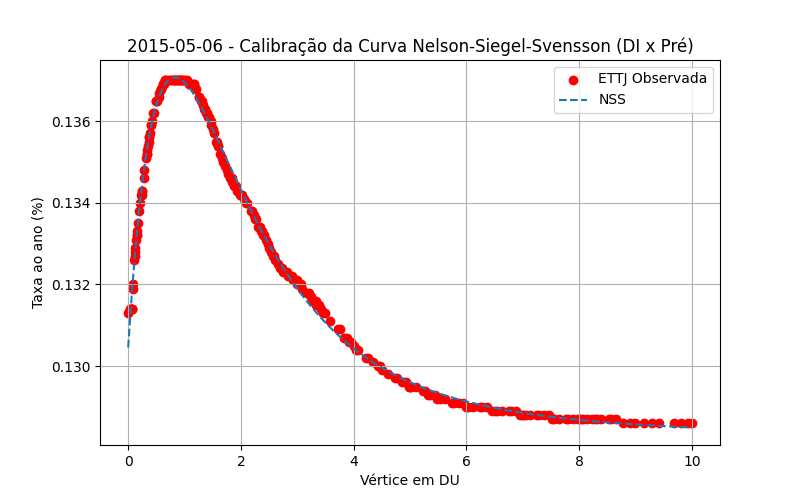 2015-05-06 - Calibração da Curva Nelson-Siegel-Svensson (DI x Pré)
ETTJ Observada
NSS
Taxa ao ano (%)
0.136
0.134
0.132
0.130
0
2
4
6
8
10
Vértice em DU